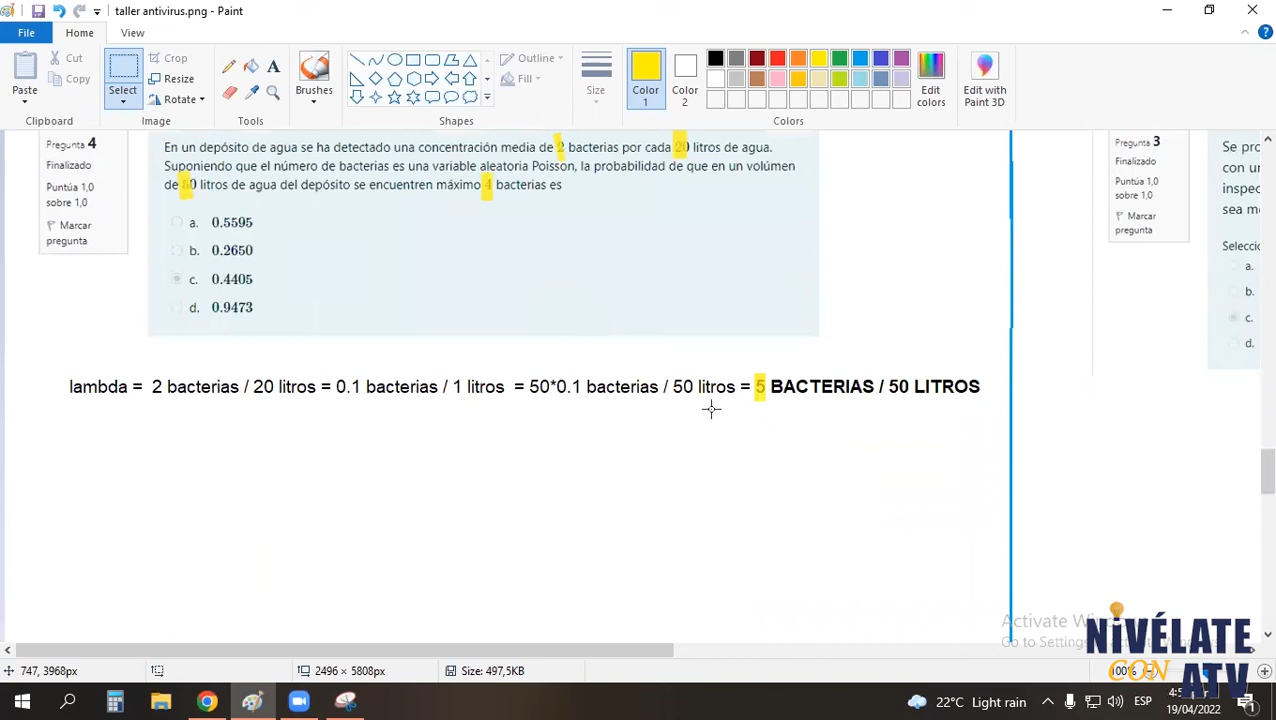 taller antivirus.png - Paint
File
Home
View
Paste
Cut
Copy
Clipboard
Select
Crop
Resize
Rotate
Image
Tools
Brushes
Outline
Fill
Shapes
Size
Color 1
Color 2
Edit colors
Edit with Paint 3D
Colors
Pregunta 4
Finalizado
Puntúa 1,0
sobre 1,0
Marcar
pregunta
En un depósito de agua se ha detectado una concentración media de 2 bacterias por cada 20 litros de agua.
Suponiendo que el número de bacterias es una variable aleatoria Poisson, la probabilidad de que en un volúmen
de 50 litros de agua del depósito se encuentren máximo 4 bacterias es
a. 0.5595
b. 0.2650
c. 0.4405
d. 0.9473
Pregunta 3
Finalizado
Puntúa 1,0
sobre 1,0
Marcar
pregunta
Se pro
con ur
inspec
sea m
Selecci
a.
b.
c.
d.
lambda = 2 bacterias / 20 litros = 0.1 bacterias / 1 litros = 50*0.1 bacterias / 50 litros = 5 BACTERIAS / 50 LITROS
NIVÉLATE
CON
ATV
747, 3968px
2496 × 5808px
Size: 497.5KB
100%
22°C Light rain
ESP
19/04/2022